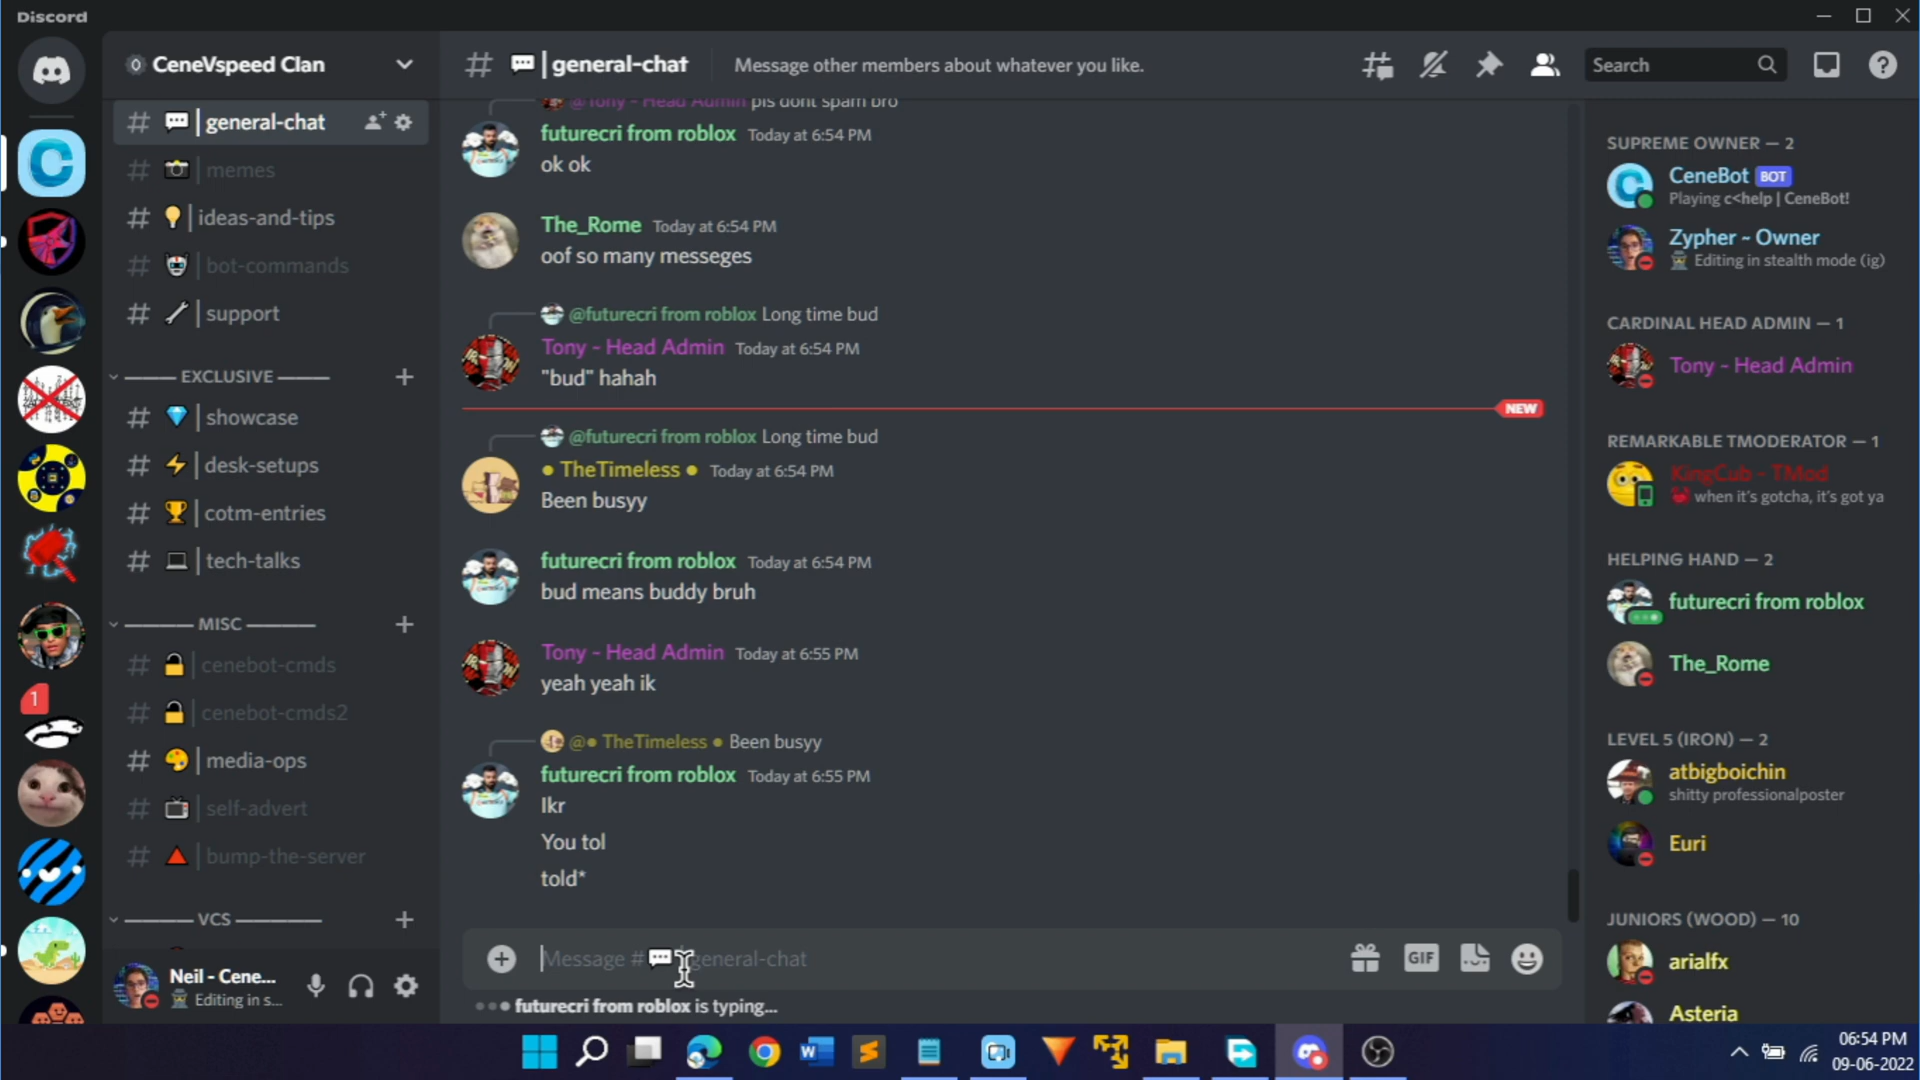 Discord
CeneVspeed Clan
general-chat
memes
ideas-and-tips
bot-commands
support
EXCLUSIVE
showcase
desk-setups
cotm-entries
tech-talks
MISC
cenebot-cmds
cenebot-cmds2
media-ops
self-advert
bump-the-server
VCS
1
Neil - Cene...
Editing in s...
# | general-chat
Message other members about whatever you like.
Search
@Tony - Head Admin pls dont spam bro
futurecri from roblox Today at 6:54 PM
ok ok
The_Rome Today at 6:54 PM
oof so many messeges
@futurecri from roblox Long time bud
Tony - Head Admin Today at 6:54 PM
"bud" hahah
NEW
@futurecri from roblox Long time bud
• TheTimeless • Today at 6:54 PM
Been busyy
futurecri from roblox Today at 6:54 PM
bud means buddy bruh
Tony - Head Admin Today at 6:55 PM
yeah yeah ik
@• TheTimeless • Been busyy
futurecri from roblox Today at 6:55 PM
Ikr
You tol
told*
Message # general-chat
GIF
futurecri from roblox is typing...
SUPREME OWNER — 2
CeneBot BOT
Playing c<help | CeneBot!
Zypher ~ Owner
Editing in stealth mode (ig)
CARDINAL HEAD ADMIN — 1
Tony - Head Admin
REMARKABLE TMODERATOR — 1
KingCub - TMod
when it's gotcha, it's got ya
HELPING HAND — 2
futurecri from roblox
The_Rome
LEVEL 5 (IRON) — 2
atbigboichin
shitty professionalposter
Euri
JUNIORS (WOOD) — 10
arialfx
Asteria
06:54 PM
09-06-2022